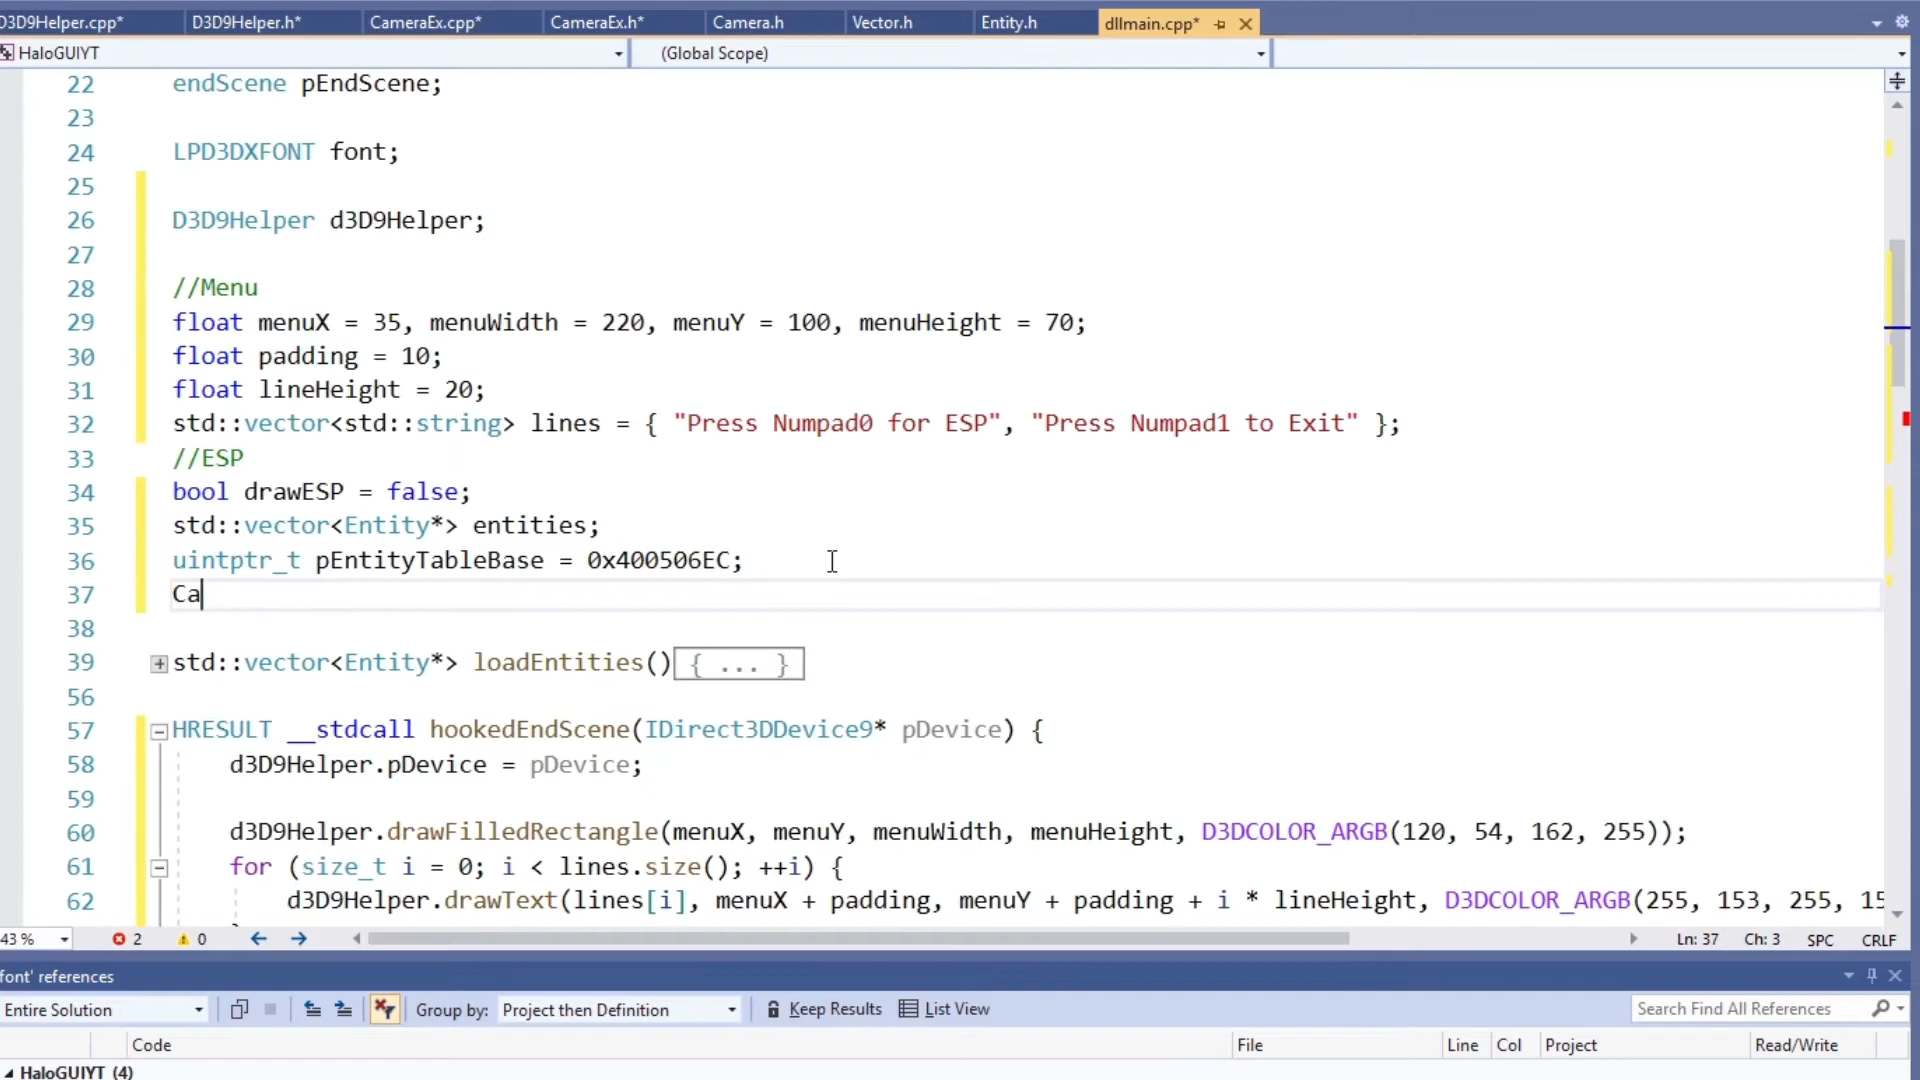 D3D9Helper.cpp* D3D9Helper.h* CameraEx.cpp* CameraEx.h* Camera.h Vector.h Entity.h dllmain.cpp*
HaloGUIYT (Global Scope)
22 endScene pEndScene;
23
24 LPD3DXFONT font;
25
26 D3D9Helper d3D9Helper;
27
28 //Menu
29 float menuX = 35, menuWidth = 220, menuY = 100, menuHeight = 70;
30 float padding = 10;
31 float lineHeight = 20;
32 std::vector<std::string> lines = { "Press Numpad0 for ESP", "Press Numpad1 to Exit" };
33 //ESP
34 bool drawESP = false;
35 std::vector<Entity*> entities;
36 uintptr_t pEntityTableBase = 0x400506EC;
37 Ca
38
39 std::vector<Entity*> loadEntities(){ ... }
56
57 HRESULT __stdcall hookedEndScene(IDirect3DDevice9* pDevice) {
58 d3D9Helper.pDevice = pDevice;
59
60 d3D9Helper.drawFilledRectangle(menuX, menuY, menuWidth, menuHeight, D3DCOLOR_ARGB(120, 54, 162, 255));
61 for (size_t i = 0; i < lines.size(); ++i) {
62 d3D9Helper.drawText(lines[i], menuX + padding, menuY + padding + i * lineHeight, D3DCOLOR_ARGB(255, 153, 255, 15
43 % 2 0 Ln: 37 Ch: 3 SPC CRLF
font' references
Entire Solution Group by: Project then Definition Keep Results List View Search Find All References
Code File Line Col Project Read/Write
HaloGUIYT (4)